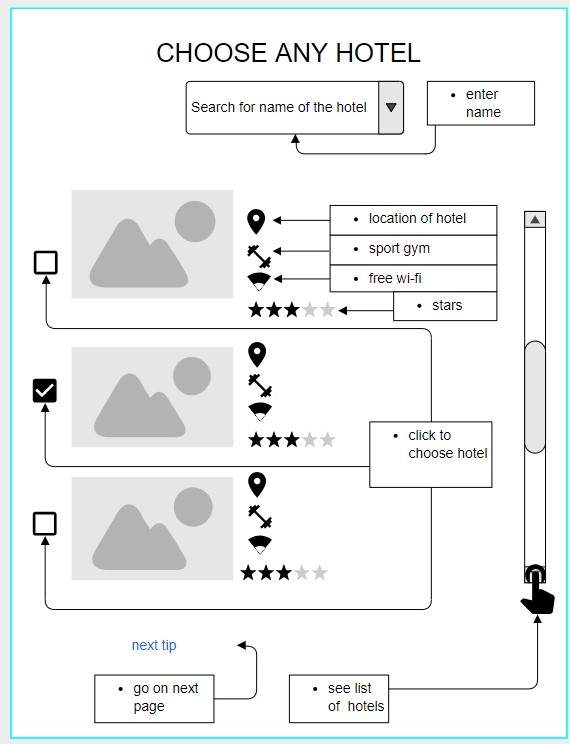 CHOOSE ANY HOTEL
Search for name of the hotel
• enter
name
• location of hotel
• sport gym
• free wi-fi
• stars
• click to
choose hotel
next tip
• go on next
page
• see list
of hotels